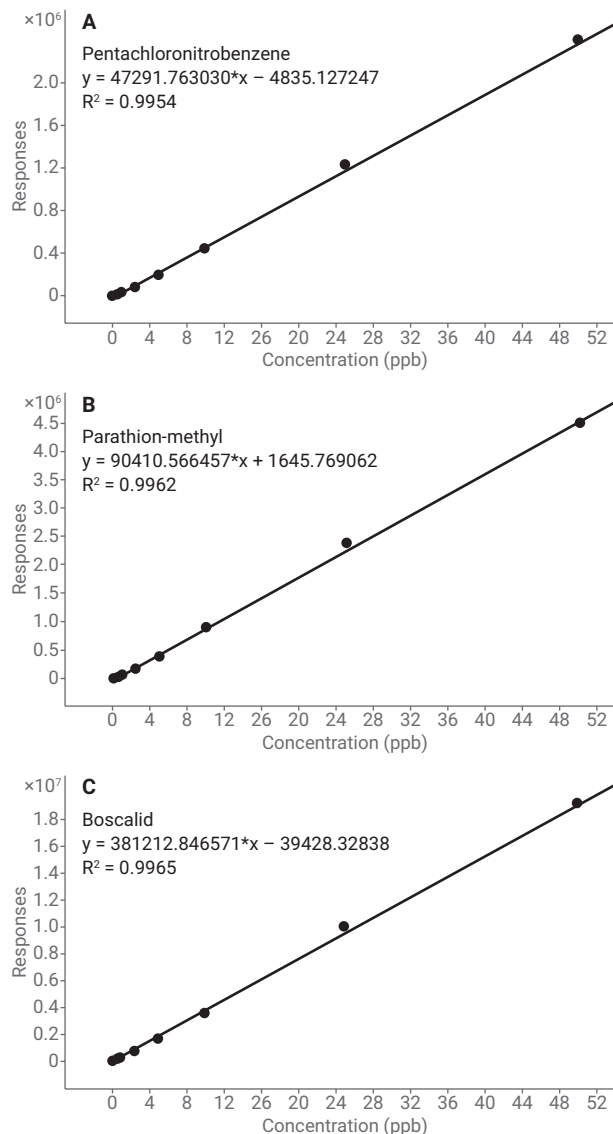 ×10⁶
A
Pentachloronitrobenzene
y = 47291.763030*x – 4835.127247
R² = 0.9954
Responses
2.0
1.6
1.2
0.8
0.4
0
0 4 8 12 16 20 24 28 32 36 40 44 48 52
Concentration (ppb)
×10⁶
B
Parathion-methyl
y = 90410.566457*x + 1645.769062
R² = 0.9962
Responses
4.5
4.0
3.5
3.0
2.5
2.0
1.5
1.0
0.5
0
0 4 8 12 26 20 24 28 32 36 40 44 48 52
Concentration (ppb)
×10⁷
C
Boscalid
y = 381212.846571*x – 39428.32838
R² = 0.9965
Responses
1.8
1.6
1.4
1.2
1.0
0.8
0.6
0.4
0.2
0
0 4 8 12 26 20 24 28 32 36 40 44 48 52
Concentration (ppb)